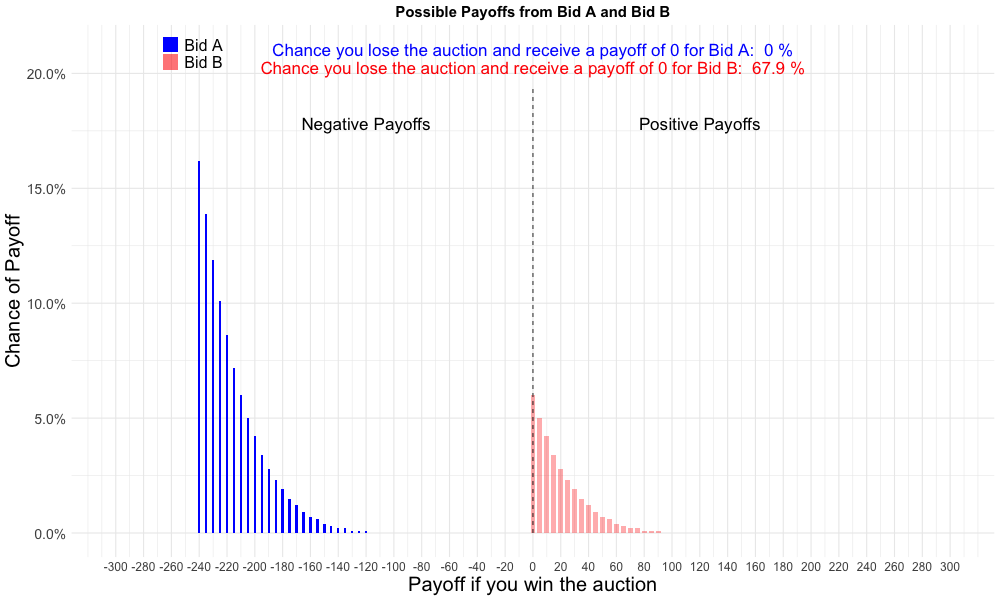 Possible Payoffs from Bid A and Bid B
Bid A
Bid B
Chance you lose the auction and receive a payoff of 0 for Bid A:  0 %
Chance you lose the auction and receive a payoff of 0 for Bid B:  67.9 %
Negative Payoffs
Positive Payoffs
Chance of Payoff
20.0%
15.0%
10.0%
5.0%
0.0%
-300 -280 -260 -240 -220 -200 -180 -160 -140 -120 -100 -80 -60 -40 -20 0 20 40 60 80 100 120 140 160 180 200 220 240 260 280 300
Payoff if you win the auction